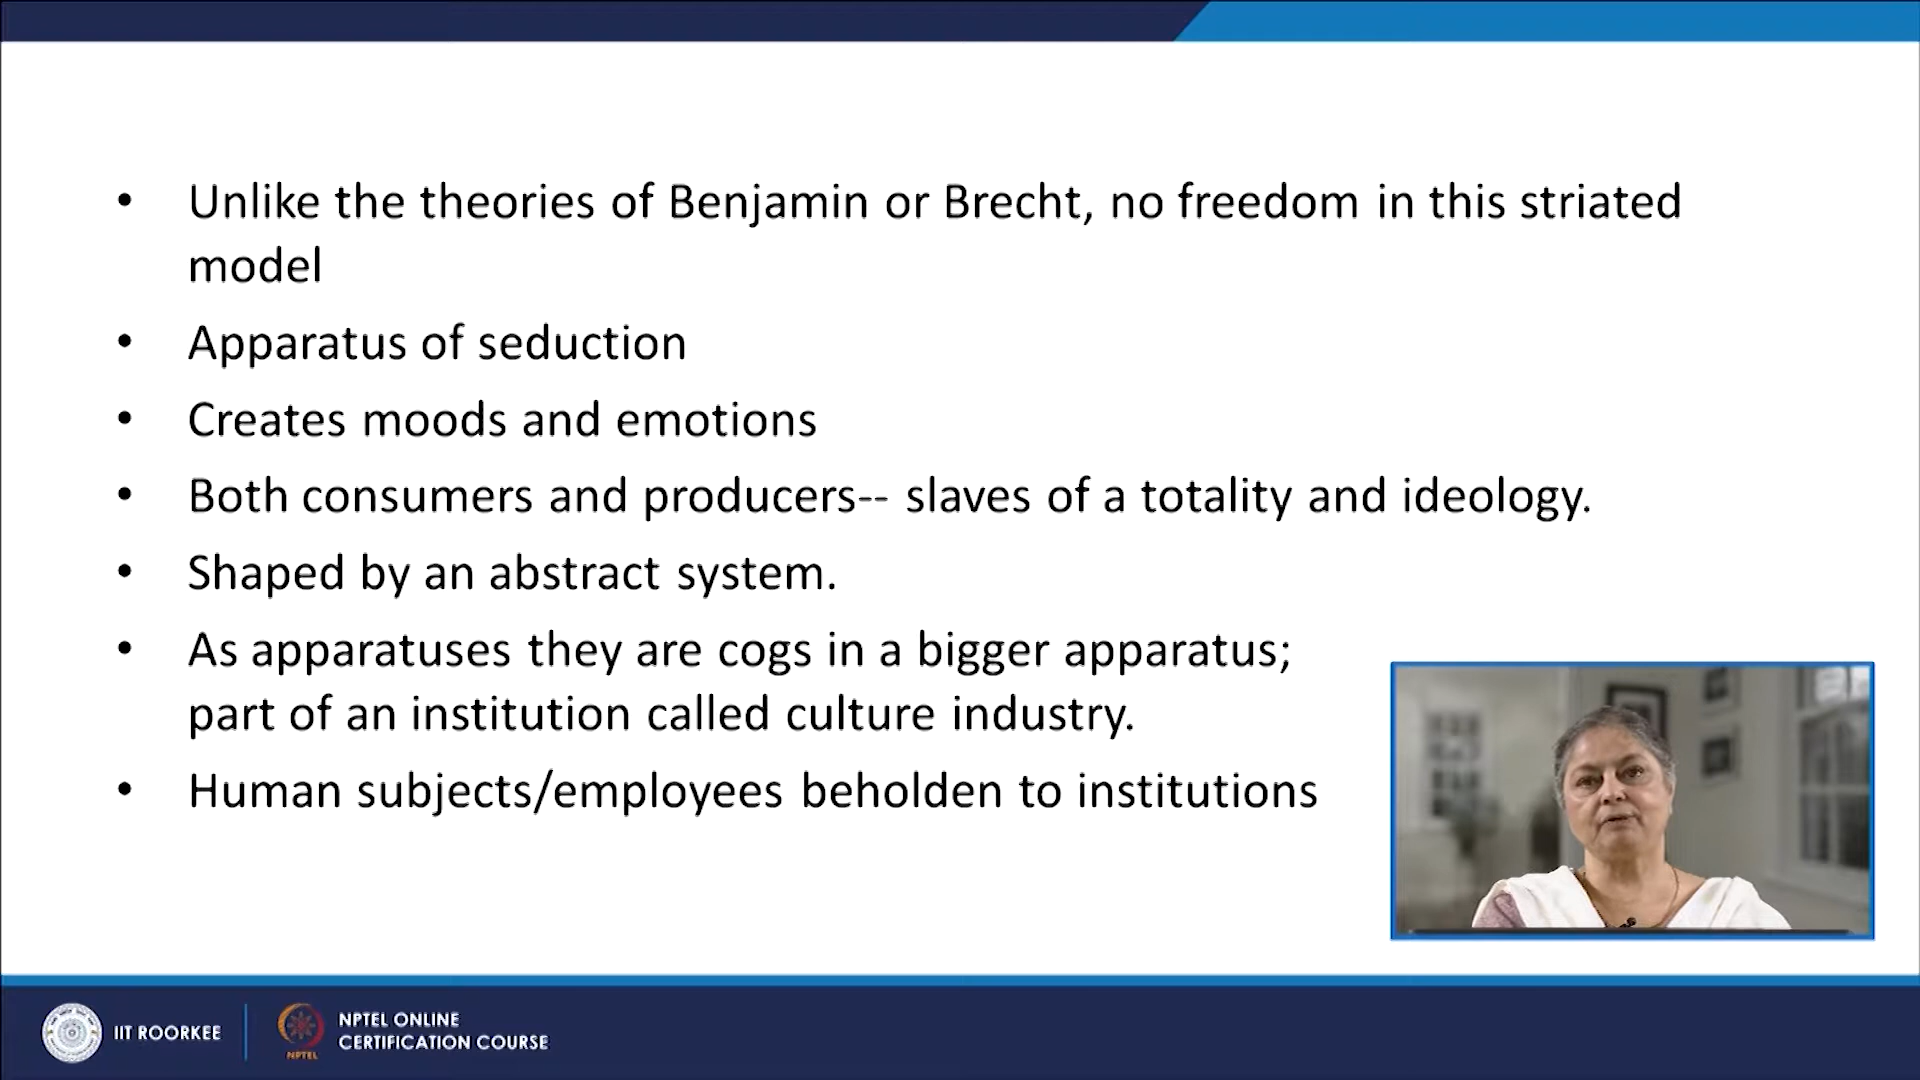 • Unlike the theories of Benjamin or Brecht, no freedom in this striated
model
• Apparatus of seduction
• Creates moods and emotions
• Both consumers and producers-- slaves of a totality and ideology.
• Shaped by an abstract system.
• As apparatuses they are cogs in a bigger apparatus;
part of an institution called culture industry.
• Human subjects/employees beholden to institutions
IIT ROORKEE
NPTEL
NPTEL ONLINE
CERTIFICATION COURSE